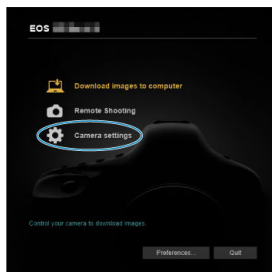 EOS
Download images to computer
Remote Shooting
Camera settings
Control your camera to download images.
Preferences...
Quit